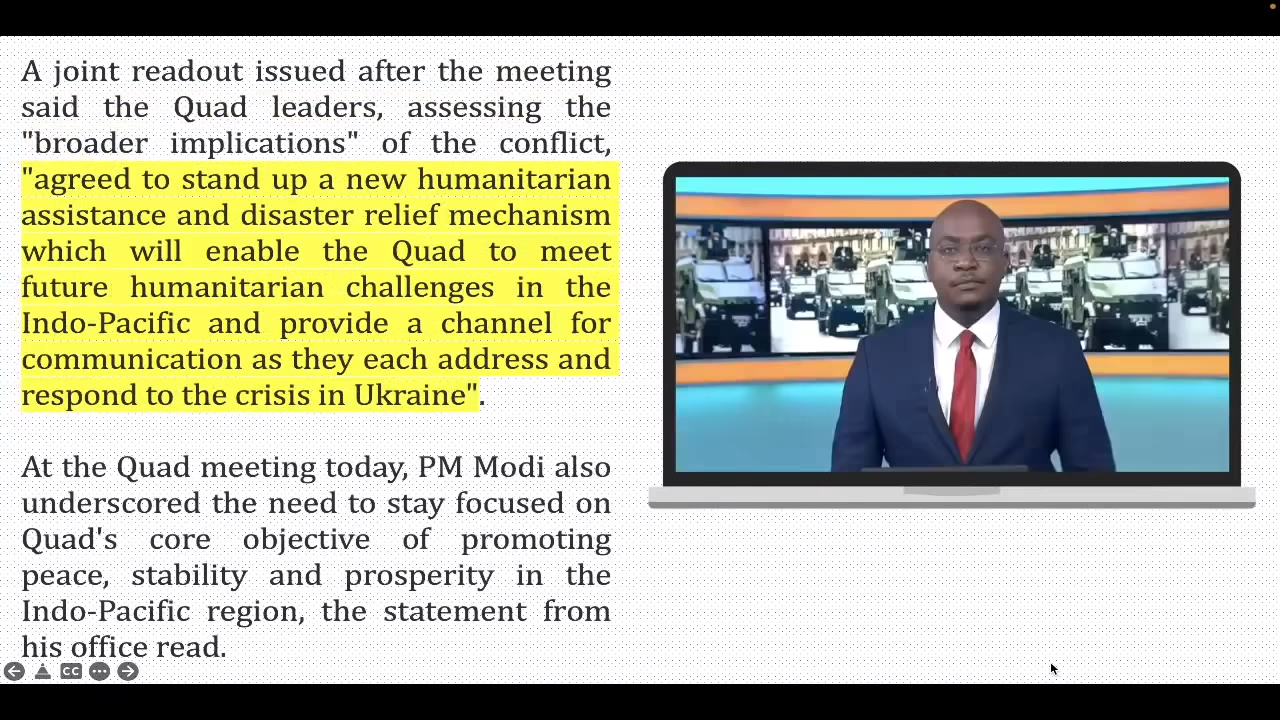 A joint readout issued after the meeting
said the Quad leaders, assessing the
"broader implications" of the conflict,
"agreed to stand up a new humanitarian
assistance and disaster relief mechanism
which will enable the Quad to meet
future humanitarian challenges in the
Indo-Pacific and provide a channel for
communication as they each address and
respond to the crisis in Ukraine".
At the Quad meeting today, PM Modi also
underscored the need to stay focused on
Quad's core objective of promoting
peace, stability and prosperity in the
Indo-Pacific region, the statement from
his office read.
CC